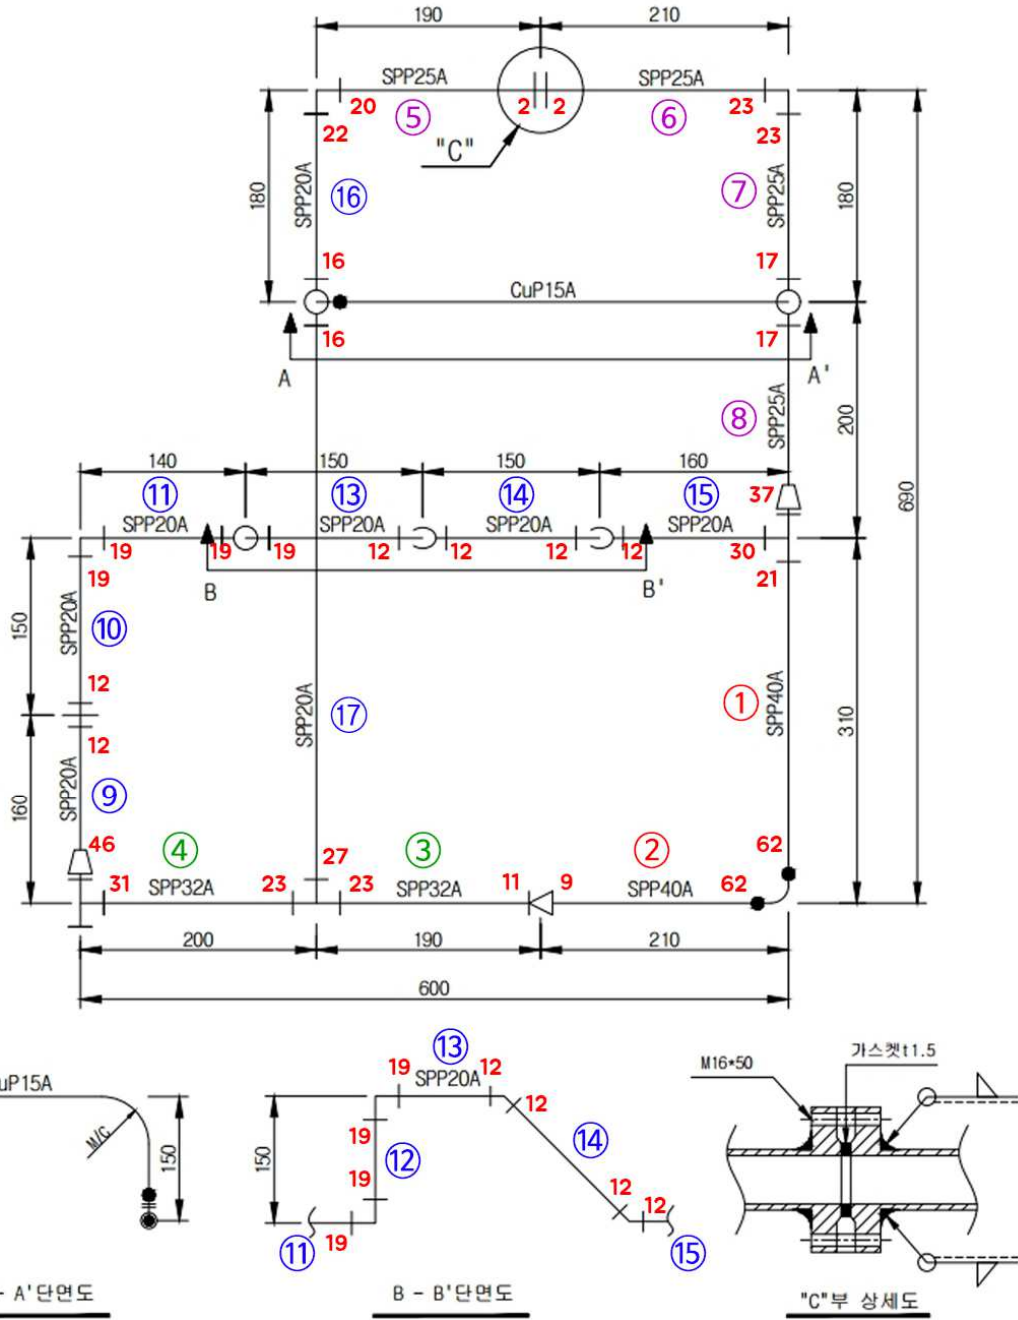 190
210
SPP25A
SPP25A
20
⑤
2
2
⑥
23
22
"C"
23
180
SPP20A
⑯
⑦
SPP25A
180
16
17
CuP15A
16
17
A
A'
⑧
SPP25A
200
690
140
150
150
160
⑪
⑬
⑭
⑮
37
SPP20A
SPP20A
SPP20A
SPP20A
19
19
19
12
12
12
12
30
19
21
B
B'
150
SPP20A
⑩
12
SPP20A
⑰
①
SPP40A
310
12
160
SPP20A
⑨
46
④
27
③
②
62
31
SPP32A
23
23
SPP32A
11
9
SPP40A
62
200
190
210
600
uP15A
M/C
150
⑬
19
SPP20A
12
12
150
19
⑫
⑭
19
12
12
⑪
19
⑮
M16*50
가스켓t1.5
- A'단면도
B - B'단면도
"C"부 상세도